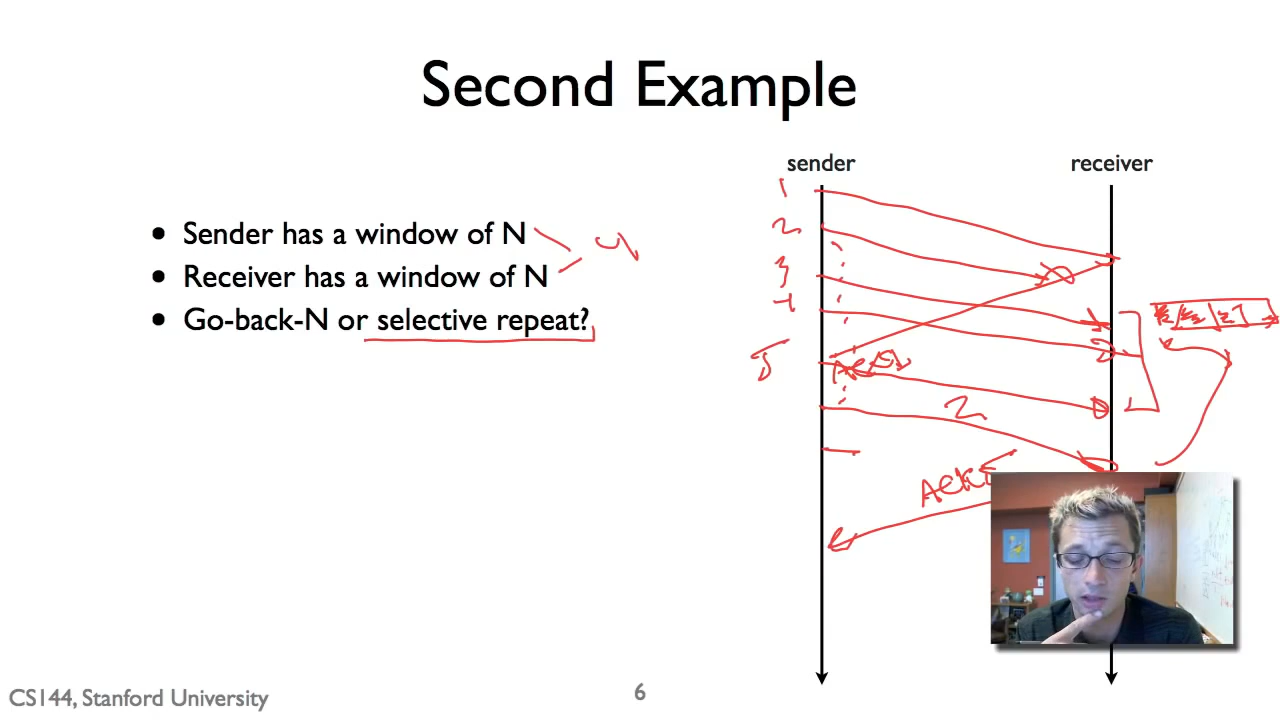 Second Example
sender
receiver
• Sender has a window of N
• Receiver has a window of N
4
• Go-back-N or selective repeat?
1
2
3
4
5
2
CS144, Stanford University
6